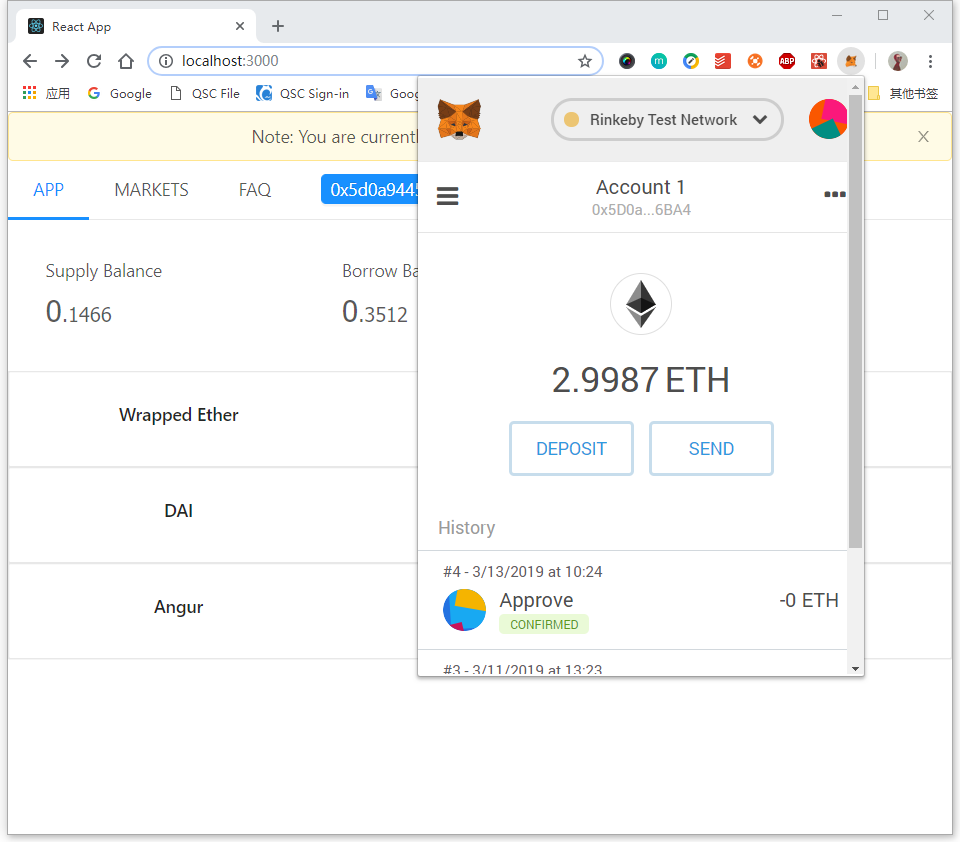 React App
localhost:3000
ABP
应用
Google
QSC File
QSC Sign-in
Goog
其他书签
Note: You are currentl
Rinkeby Test Network
APP
MARKETS
FAQ
0x5d0a9445
Account 1
0x5D0a...6BA4
Supply Balance
Borrow Ba
0.1466
0.3512
2.9987 ETH
Wrapped Ether
DEPOSIT
SEND
DAI
History
#4 - 3/13/2019 at 10:24
Approve
-0 ETH
CONFIRMED
Angur
#3 - 3/11/2019 at 13:23